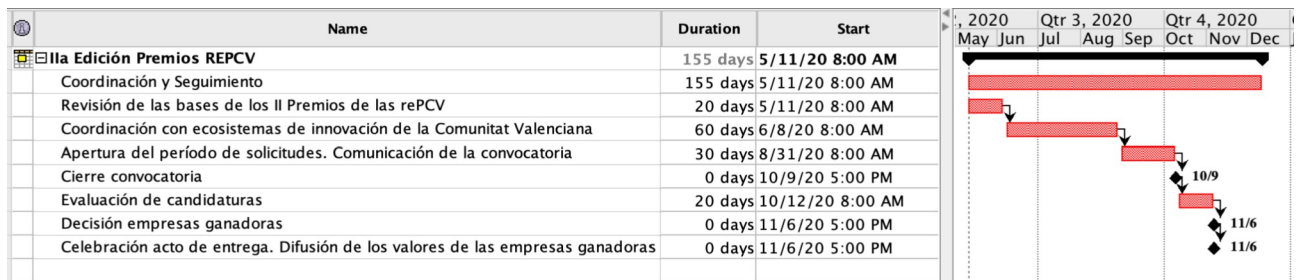 Name Duration Start , 2020 Qtr 3, 2020 Qtr 4, 2020
May Jun Jul Aug Sep Oct Nov Dec
IIa Edición Premios REPCV 155 days 5/11/20 8:00 AM
Coordinación y Seguimiento 155 days 5/11/20 8:00 AM
Revisión de las bases de los II Premios de las rePCV 20 days 5/11/20 8:00 AM
Coordinación con ecosistemas de innovación de la Comunitat Valenciana 60 days 6/8/20 8:00 AM
Apertura del período de solicitudes. Comunicación de la convocatoria 30 days 8/31/20 8:00 AM
Cierre convocatoria 0 days 10/9/20 5:00 PM 10/9
Evaluación de candidaturas 20 days 10/12/20 8:00 AM
Decisión empresas ganadoras 0 days 11/6/20 5:00 PM 11/6
Celebración acto de entrega. Difusión de los valores de las empresas ganadoras 0 days 11/6/20 5:00 PM 11/6